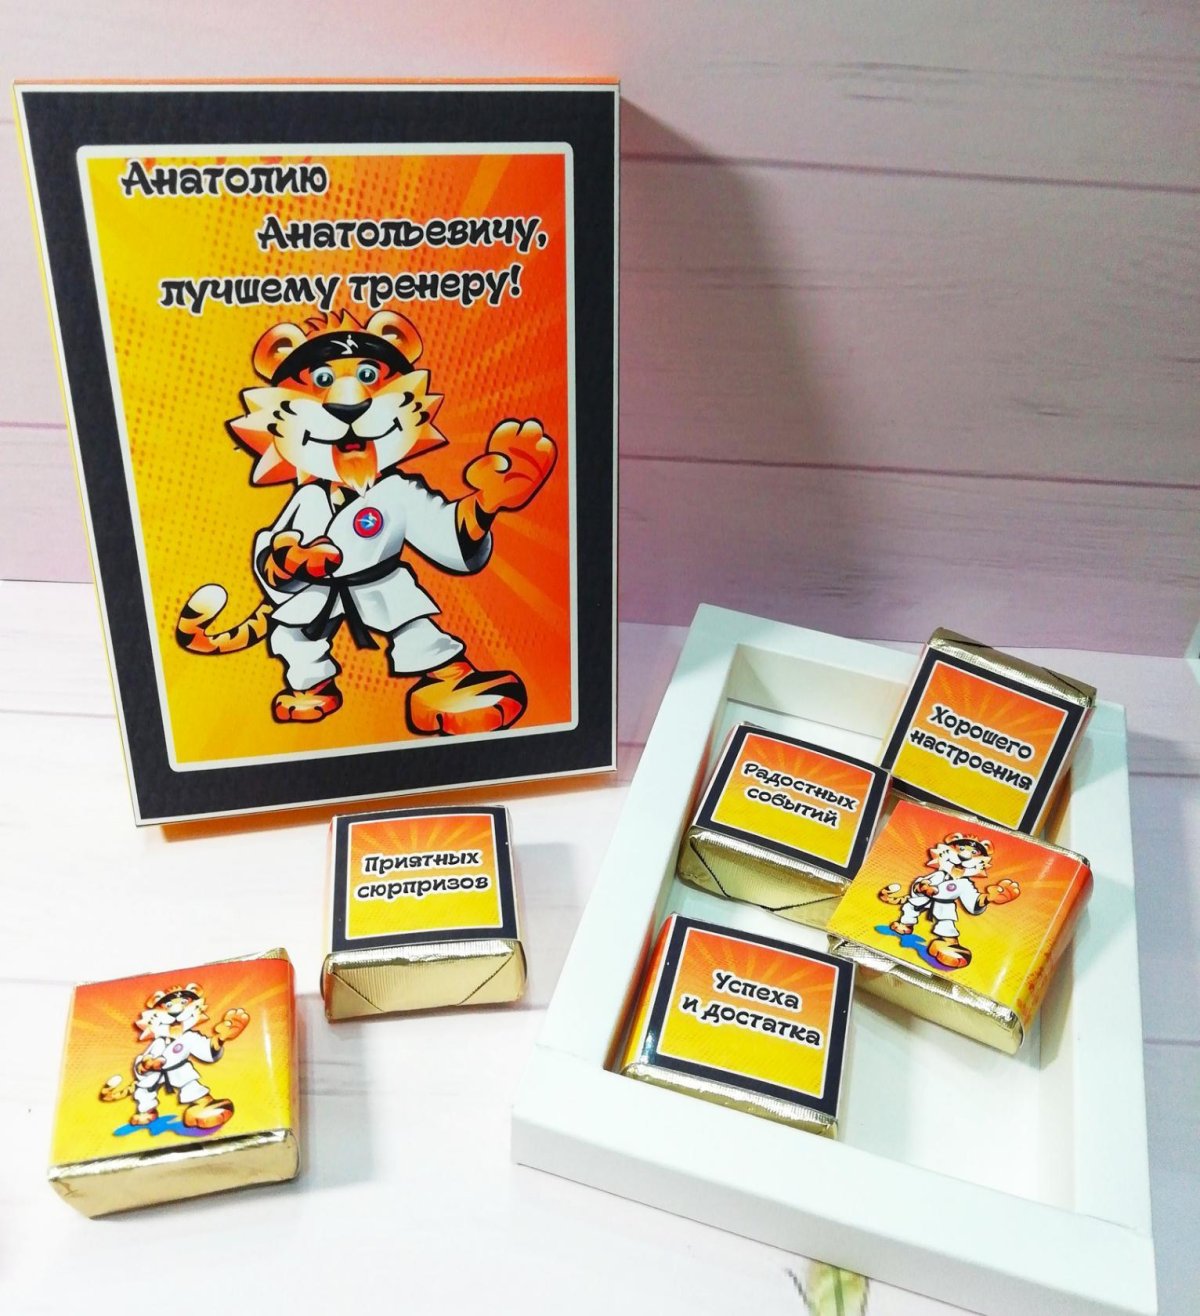 Анатолию
Анатольевичу,
лучшему тренеру!
Хорошего
настроения
Радостных
событий
Приятных
сюрпризов
Успеха
и достатка